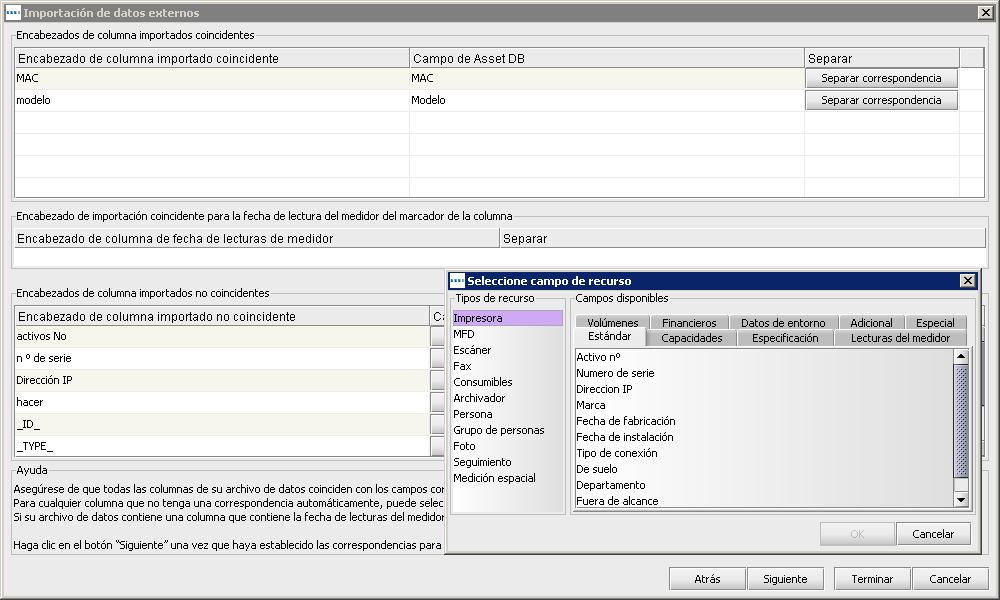 Importación de datos externos
Encabezados de columna importados coincidentes
Encabezado de columna importado coincidente Campo de Asset DB Separar
MAC MAC Separar correspondencia
modelo Modelo Separar correspondencia
Encabezado de importación coincidente para la fecha de lectura del medidor del marcador de la columna
Encabezado de columna de fecha de lecturas de medidor Separar
Encabezados de columna importados no coincidentes
Encabezado de columna importado no coincidente
activos No
n º de serie
Dirección IP
hacer
_ID_
_TYPE_
Ayuda
Asegúrese de que todas las columnas de su archivo de datos coinciden con los campos
Para cualquier columna que no tenga una correspondencia automáticamente, puede
Si su archivo de datos contiene una columna que contiene la fecha de lecturas del medidor
Haga clic en el botón "Siguiente" una vez que haya establecido las correspondencias para
Seleccione campo de recurso
Tipos de recurso
Impresora
MFD
Escáner
Fax
Consumibles
Archivador
Persona
Grupo de personas
Foto
Seguimiento
Medición espacial
Campos disponibles
Volúmenes Financieros Datos de entorno Adicional Especial
Estándar Capacidades Especificación Lecturas del medidor
Activo nº
Numero de serie
Direccion IP
Marca
Fecha de fabricación
Fecha de instalación
Tipo de conexión
De suelo
Departamento
Fuera de alcance
OK Cancelar
Atrás Siguiente Terminar Cancelar